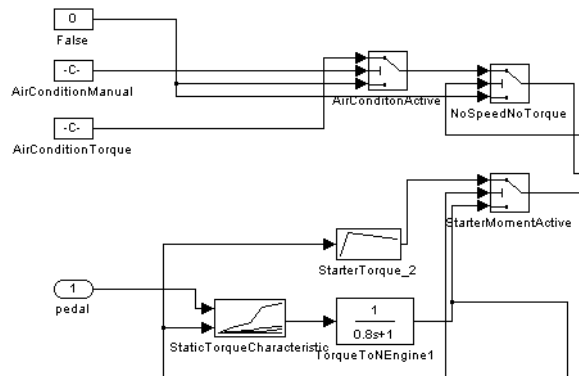 0
False
-C-
AirConditionManual
AirConditonActive
NoSpeedNoTorque
-C-
AirConditionTorque
StarterMomentActive
StarterTorque_2
1
pedal
StaticTorqueCharacteristic
1
0.8s+1
TorqueToNEngine1